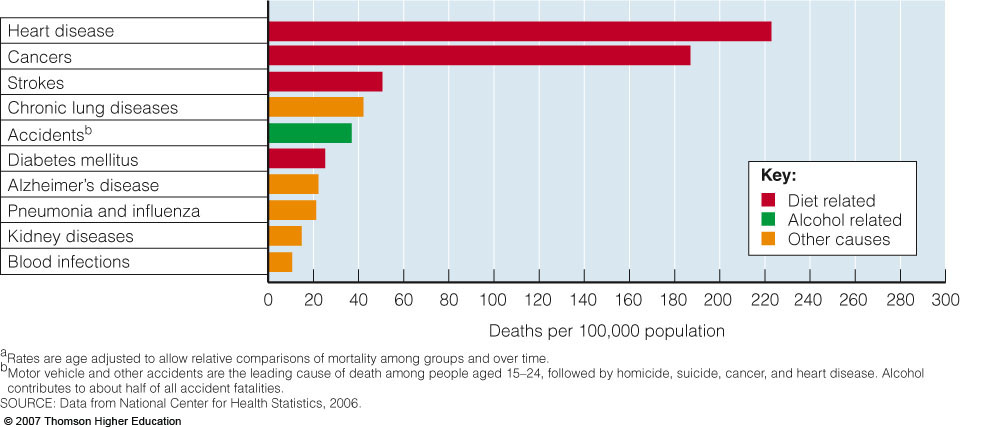 Heart disease
Cancers
Strokes
Chronic lung diseases
Accidentsb
Diabetes mellitus
Alzheimer’s disease
Pneumonia and influenza
Kidney diseases
Blood infections
Key:
Diet related
Alcohol related
Other causes
0 20 40 60 80 100 120 140 160 180 200 220 240 260 280 300
Deaths per 100,000 population
aRates are age adjusted to allow relative comparisons of mortality among groups and over time.
bMotor vehicle and other accidents are the leading cause of death among people aged 15–24, followed by homicide, suicide, cancer, and heart disease. Alcohol
contributes to about half of all accident fatalities.
SOURCE: Data from National Center for Health Statistics, 2006.
© 2007 Thomson Higher Education